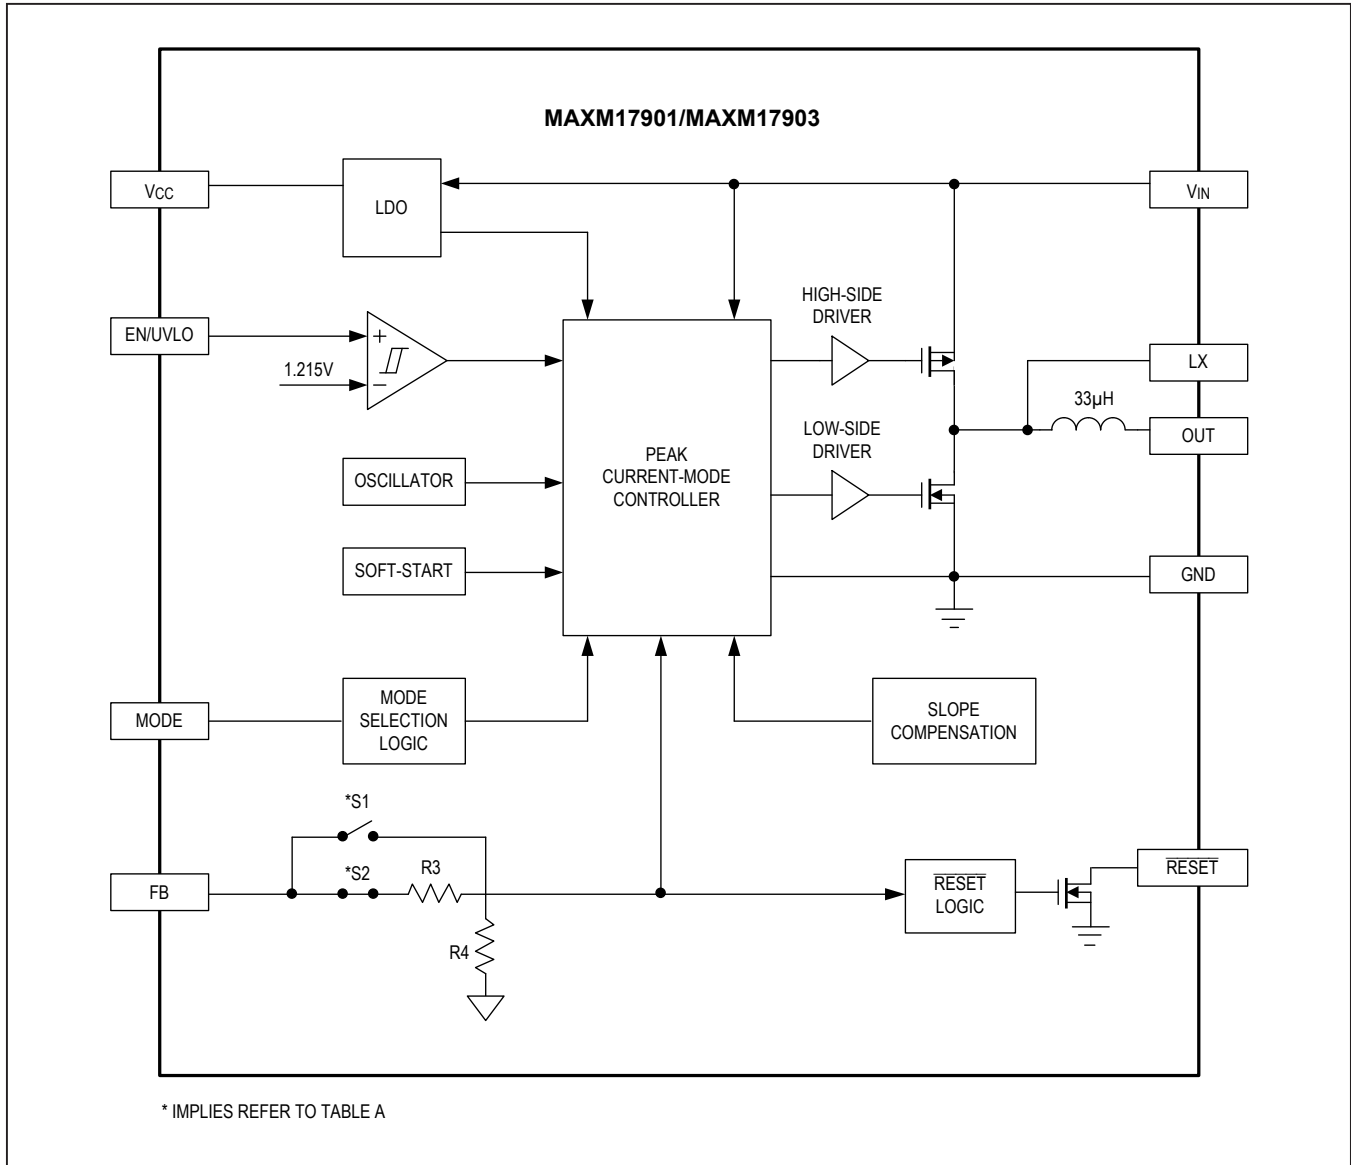 MAXM17901/MAXM17903
VCC
LDO
VIN
EN/UVLO
+
1.215V
−
HIGH-SIDE
DRIVER
LX
33µH
OUT
LOW-SIDE
DRIVER
PEAK
CURRENT-MODE
CONTROLLER
OSCILLATOR
SOFT-START
GND
MODE
MODE
SELECTION
LOGIC
SLOPE
COMPENSATION
*S1
*S2
R3
FB
R4
RESET
LOGIC
RESET
* IMPLIES REFER TO TABLE A